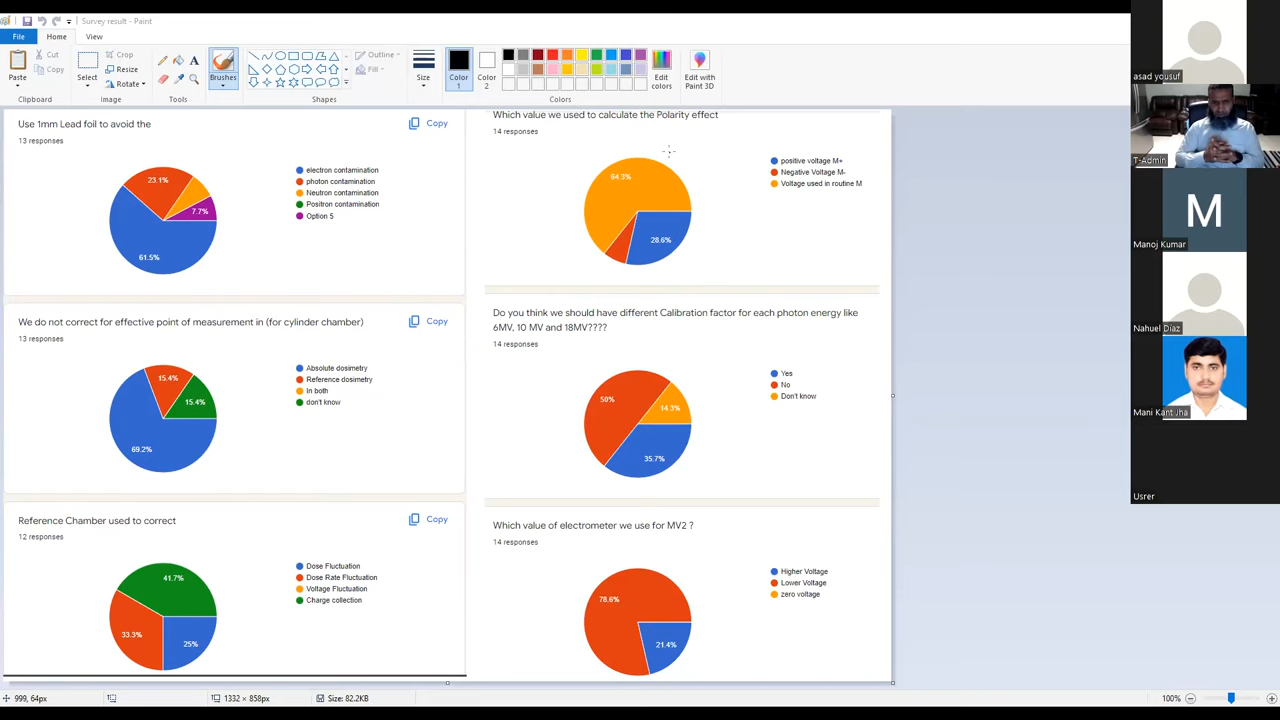 Survey result - Paint
File
Home
View
Paste
Cut
Copy
Clipboard
Select
Crop
Resize
Rotate
Image
A
Tools
Brushes
Outline
Fill
Shapes
Size
Color
1
Color
2
Edit
colors
Colors
Edit with
Paint 3D
Use 1mm Lead foil to avoid the
Copy
13 responses
electron contamination
photon contamination
Neutron contamination
Positron contamination
Option 5
23.1%
7.7%
61.5%
We do not correct for effective point of measurement in (for cylinder chamber)
Copy
13 responses
Absolute dosimetry
Reference dosimetry
In both
don't know
15.4%
15.4%
69.2%
Reference Chamber used to correct
Copy
12 responses
Dose Fluctuation
Dose Rate Fluctuation
Voltage Fluctuation
Charge collection
41.7%
33.3%
25%
Which value we used to calculate the Polarity effect
14 responses
positive voltage M+
Negative Voltage M-
Voltage used in routine M
64.3%
28.6%
Do you think we should have different Calibration factor for each photon energy like
6MV, 10 MV and 18MV????
14 responses
Yes
No
Don't know
50%
14.3%
35.7%
Which value of electrometer we use for MV2 ?
14 responses
Higher Voltage
Lower Voltage
zero voltage
78.6%
21.4%
asad yousuf
T-Admin
M
Manoj Kumar
Nahuel Díaz
Mani Kant Jha
Usrer
999, 64px
1332 × 858px
Size: 82.2KB
100%